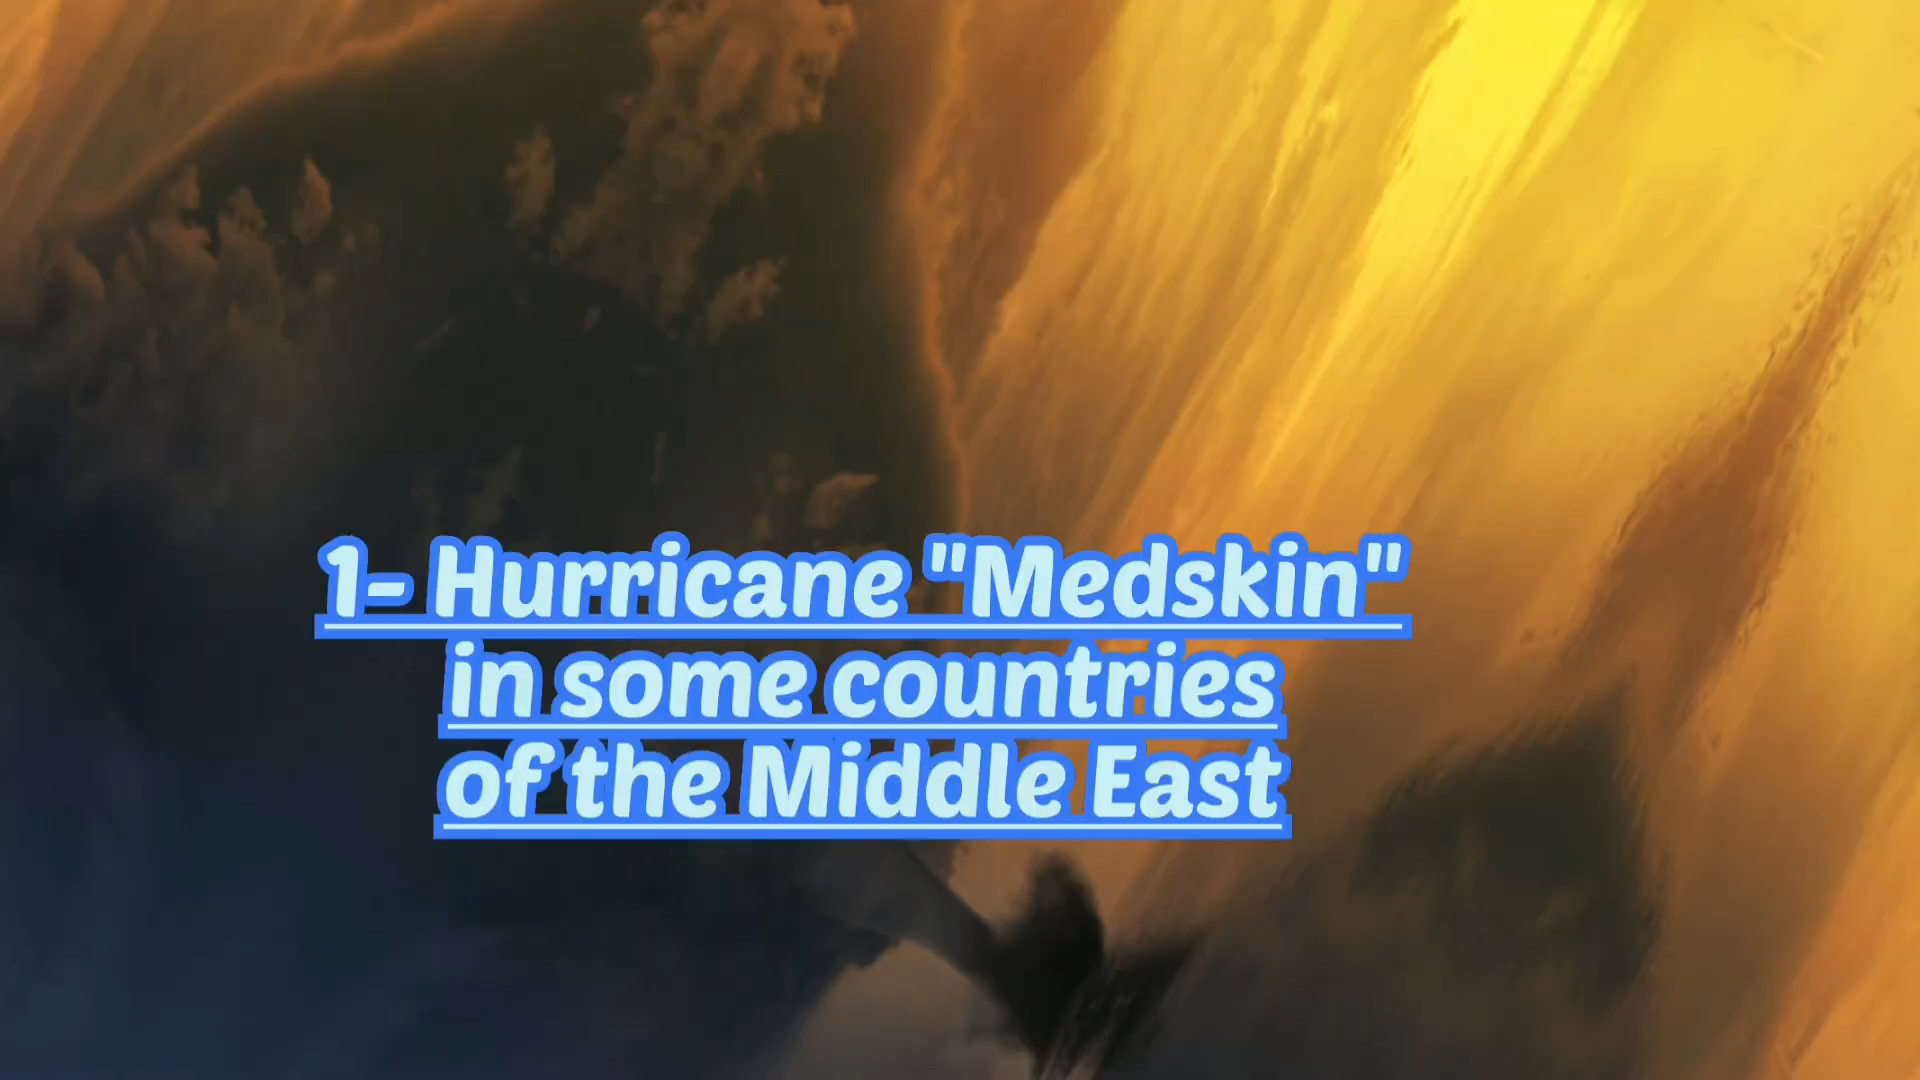 1- Hurricane "Medskin"
in some countries
of the Middle East